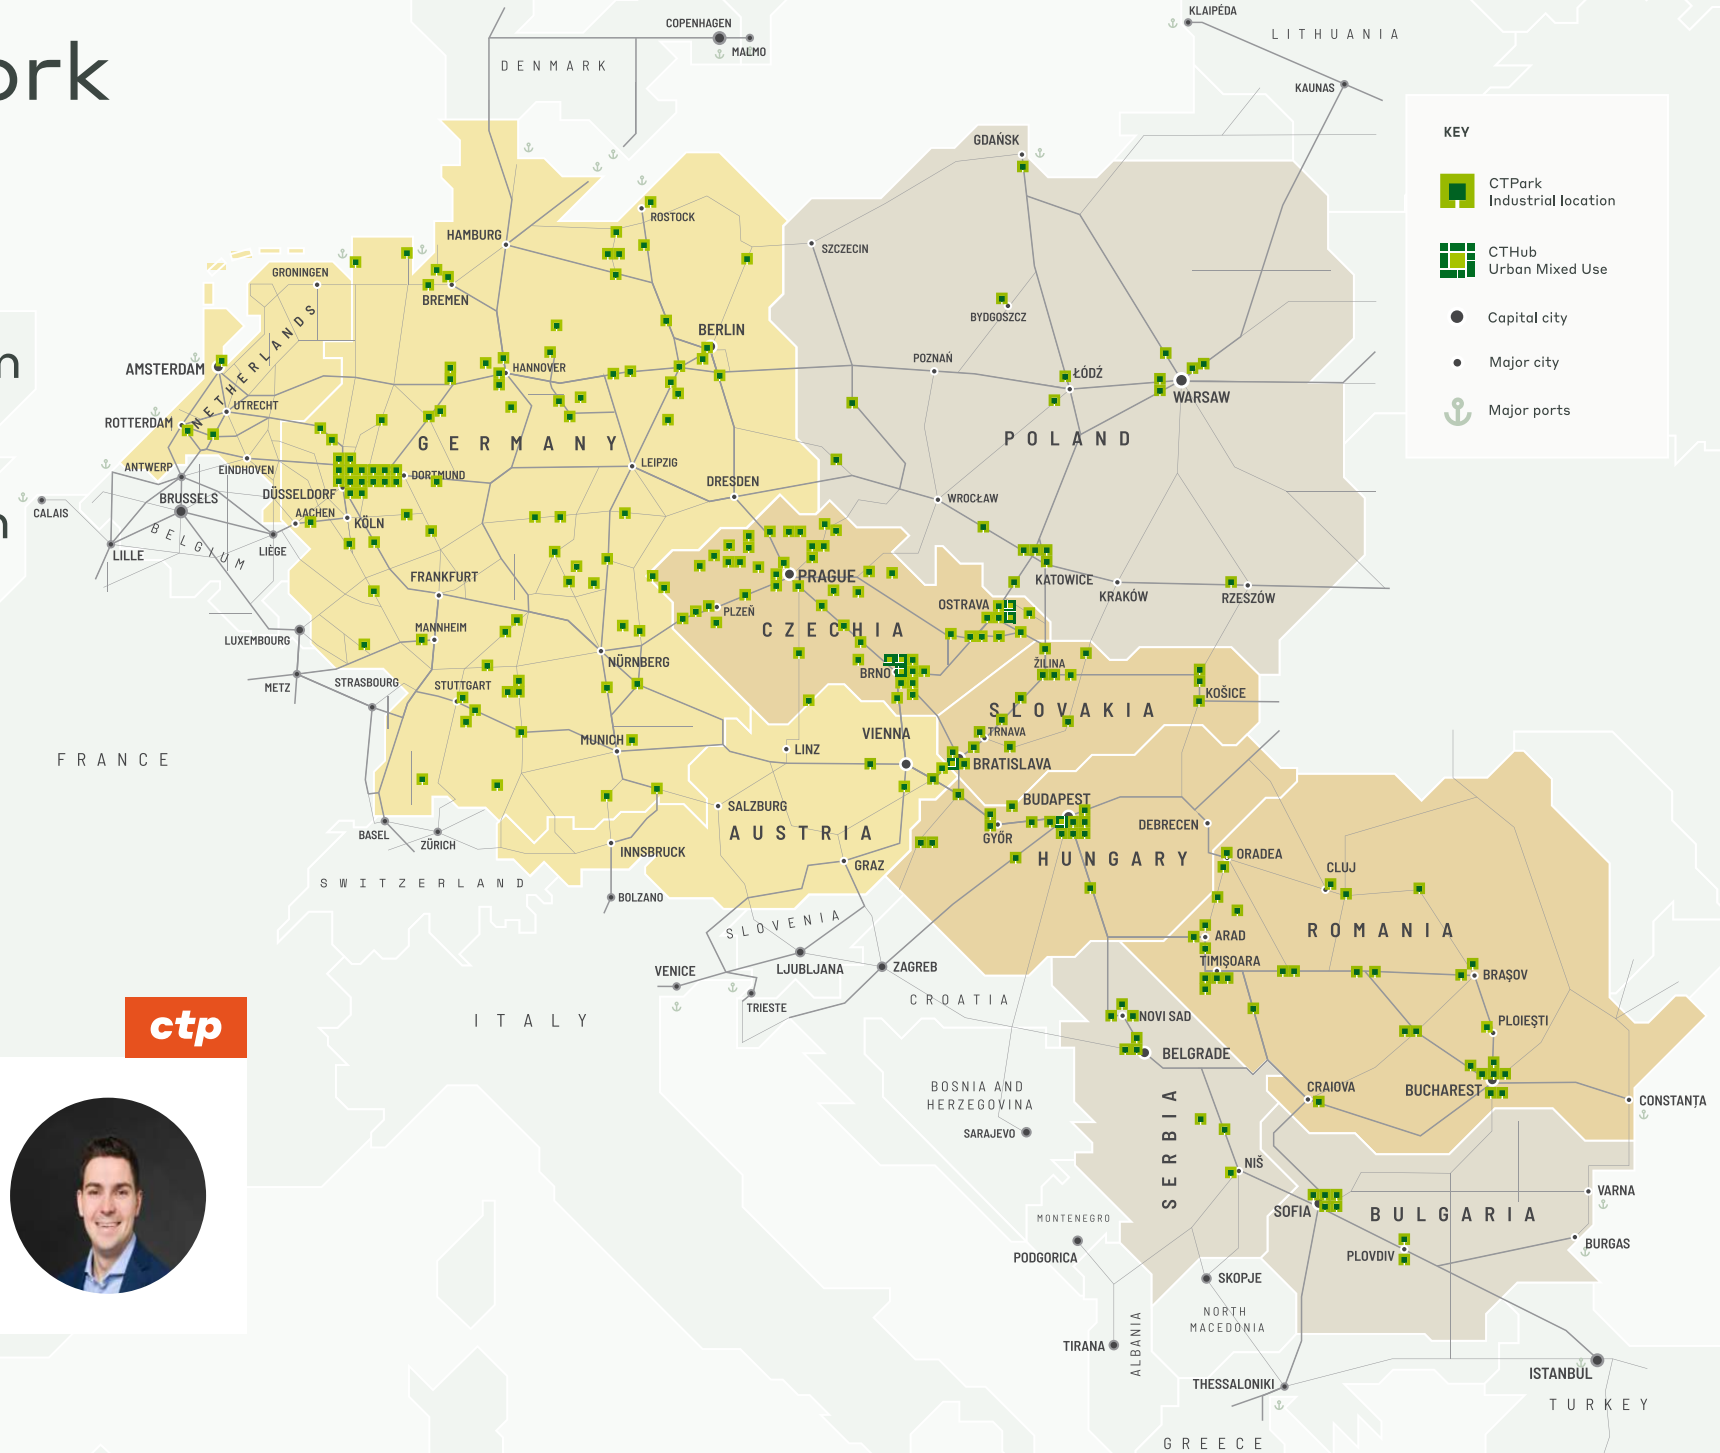 ork
m
n
ctp
KEY
CTPark
Industrial location
CTHub
Urban Mixed Use
Capital city
Major city
Major ports
COPENHAGEN
MALMO
DENMARK
KLAIPĖDA
LITHUANIA
KAUNAS
GDAŃSK
ROSTOCK
HAMBURG
SZCZECIN
GRONINGEN
BREMEN
BYDGOSZCZ
BERLIN
NETHERLANDS
AMSTERDAM
HANNOVER
POZNAŃ
ŁÓDŹ
WARSAW
UTRECHT
ROTTERDAM
GERMANY
POLAND
ANTWERP
EINDHOVEN
DORTMUND
LEIPZIG
DRESDEN
BRUSSELS
DÜSSELDORF
WROCŁAW
CALAIS
AACHEN
KÖLN
BELGIUM
LILLE
LIÈGE
FRANKFURT
PRAGUE
KATOWICE
KRAKÓW
RZESZÓW
OSTRAVA
PLZEŇ
CZECHIA
LUXEMBOURG
MANNHEIM
NÜRNBERG
ŽILINA
BRNO
METZ
STRASBOURG
STUTTGART
KOŠICE
SLOVAKIA
VIENNA
TRNAVA
FRANCE
MUNICH
LINZ
BRATISLAVA
BUDAPEST
SALZBURG
AUSTRIA
BASEL
ZÜRICH
GYŐR
DEBRECEN
INNSBRUCK
GRAZ
HUNGARY
ORADEA
CLUJ
SWITZERLAND
BOLZANO
SLOVENIA
ROMANIA
ARAD
TIMIŞOARA
VENICE
LJUBLJANA
ZAGREB
BRAŞOV
TRIESTE
CROATIA
ITALY
NOVI SAD
PLOIEŞTI
BELGRADE
BOSNIA AND
HERZEGOVINA
CRAIOVA
BUCHAREST
CONSTANȚA
SARAJEVO
SERBIA
NIŠ
SOFIA
BULGARIA
VARNA
MONTENEGRO
PODGORICA
PLOVDIV
BURGAS
SKOPJE
NORTH
MACEDONIA
TIRANA
ALBANIA
ISTANBUL
THESSALONIKI
TURKEY
GREECE